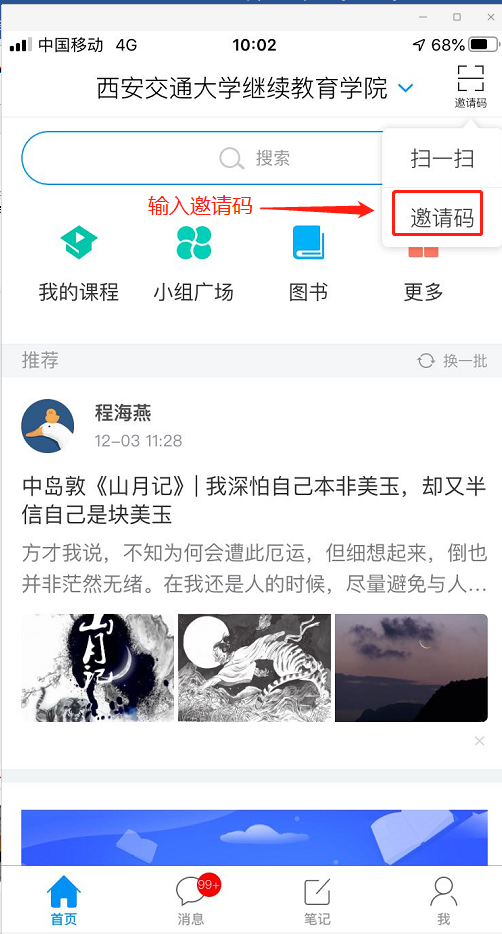 中国移动 4G 10:02 68%
西安交通大学继续教育学院
邀请码
搜索
扫一扫
输入邀请码
邀请码
我的课程 小组广场 图书 更多
推荐 换一批
程海燕
12-03 11:28
中岛敦《山月记》| 我深怕自己本非美玉，却又半
信自己是块美玉
方才我说，不知为何会遭此厄运，但细想起来，倒也
并非茫然无绪。在我还是人的时候，尽量避免与人...
山月记
99+
首页 消息 笔记 我